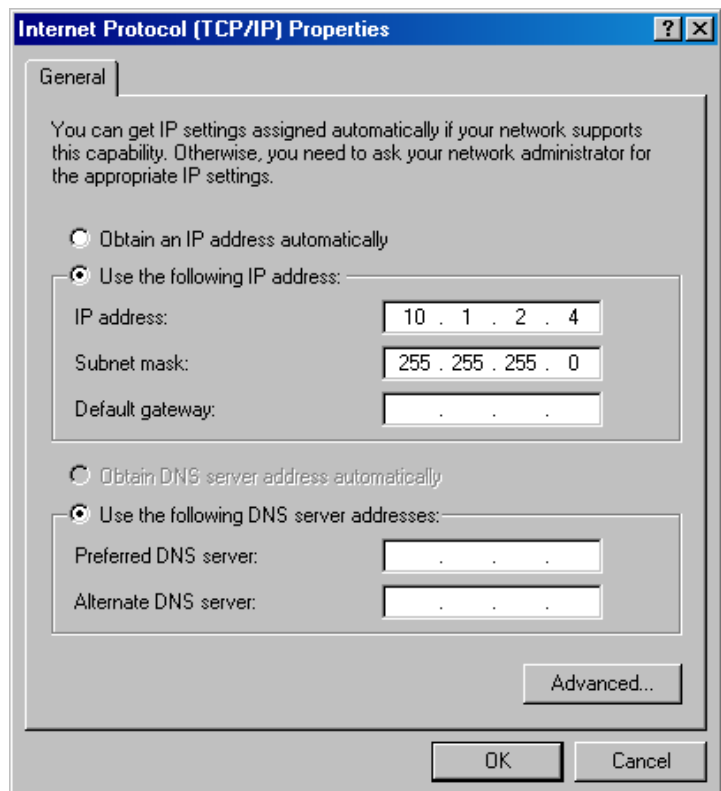 Internet Protocol (TCP/IP) Properties
General
You can get IP settings assigned automatically if your network supports
this capability. Otherwise, you need to ask your network administrator for
the appropriate IP settings.
Obtain an IP address automatically
Use the following IP address:
IP address: 10 . 1 . 2 . 4
Subnet mask: 255 . 255 . 255 . 0
Default gateway: . . .
Obtain DNS server address automatically
Use the following DNS server addresses:
Preferred DNS server: . . .
Alternate DNS server: . . .
Advanced...
OK Cancel